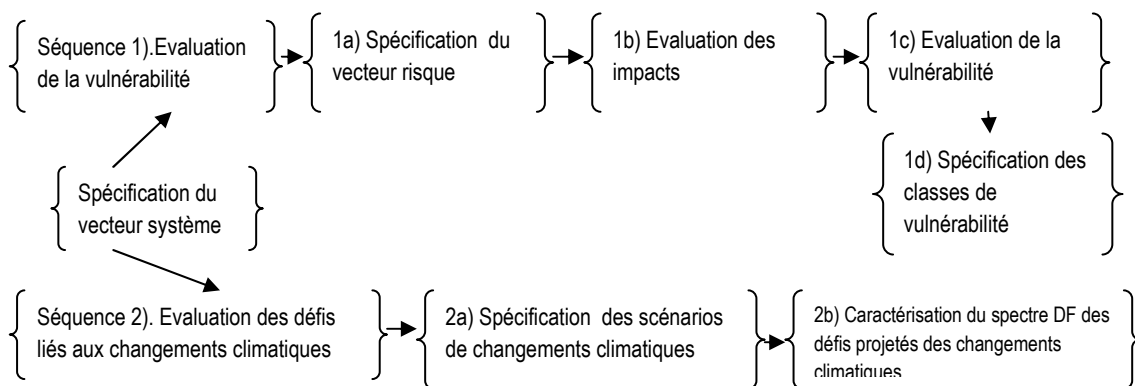 Séquence 1).Evaluation
de la vulnérabilité
1a) Spécification du
vecteur risque
1b) Evaluation des
impacts
1c) Evaluation de la
vulnérabilité
1d) Spécification des
classes de
vulnérabilité
Spécification du
vecteur système
Séquence 2). Evaluation des défis
liés aux changements climatiques
2a) Spécification des scénarios
de changements climatiques
2b) Caractérisation du spectre DF des
défis projetés des changements
climatiques